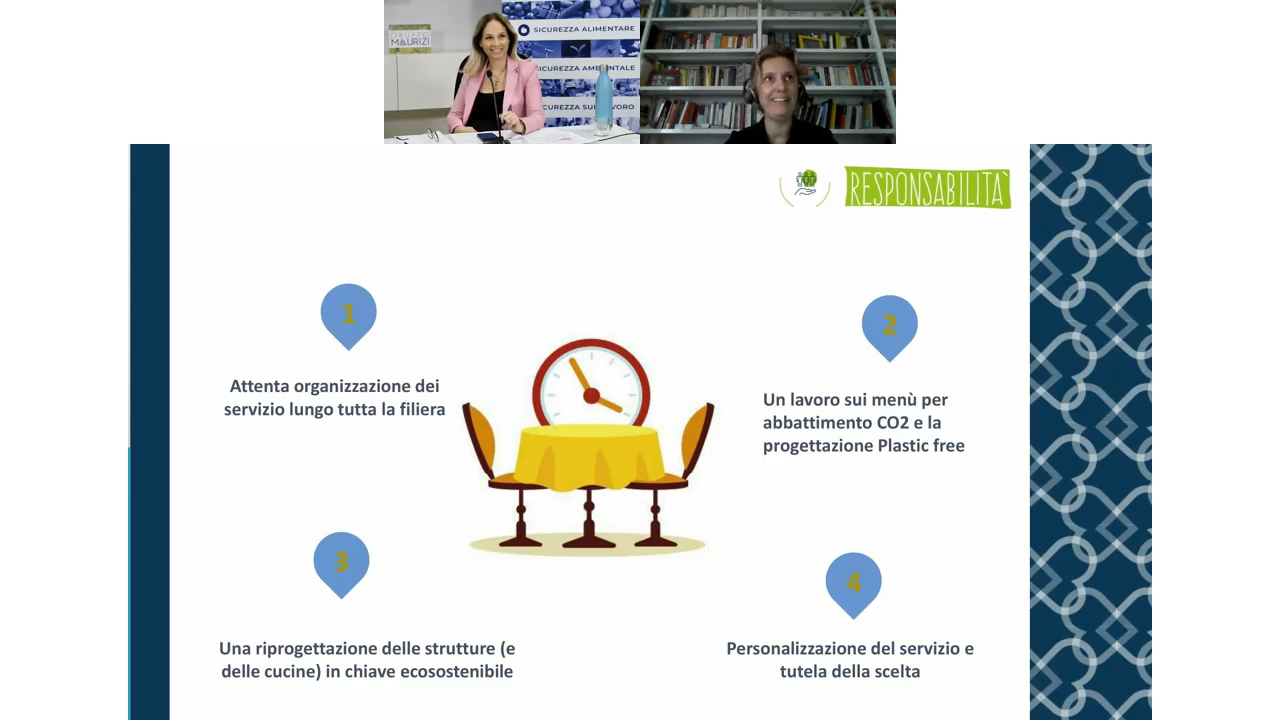 GRUPPO
MAURIZI
SICUREZZA ALIMENTARE
SICUREZZA AMBIENTALE
SICUREZZA SUL LAVORO
RESPONSABILITÀ
1
Attenta organizzazione dei
servizio lungo tutta la filiera
2
Un lavoro sui menù per
abbattimento CO2 e la
progettazione Plastic free
3
Una riprogettazione delle strutture (e
delle cucine) in chiave ecosostenibile
4
Personalizzazione del servizio e
tutela della scelta